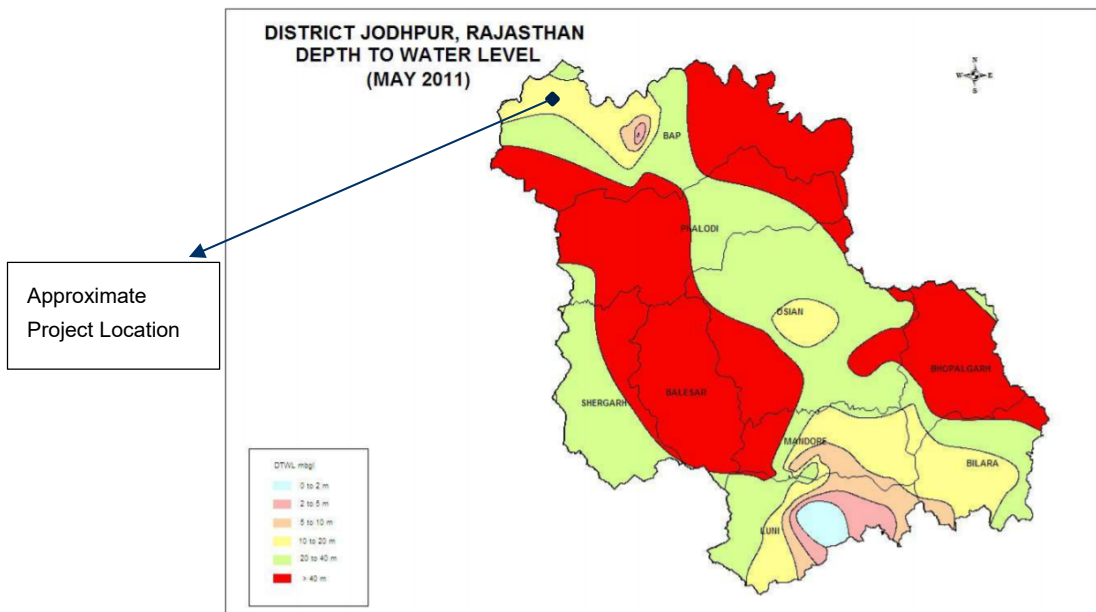 DISTRICT JODHPUR, RAJASTHAN
DEPTH TO WATER LEVEL
(MAY 2011)
N
W E
S
BAP
PHALODI
Approximate
Project Location
OSIAN
BHOPALGARH
SHERGARH
BALESAR
MANDORE
BILARA
LUNI
DTWL mbgl
0 to 2 m
2 to 5 m
5 to 10 m
10 to 20 m
20 to 40 m
> 40 m